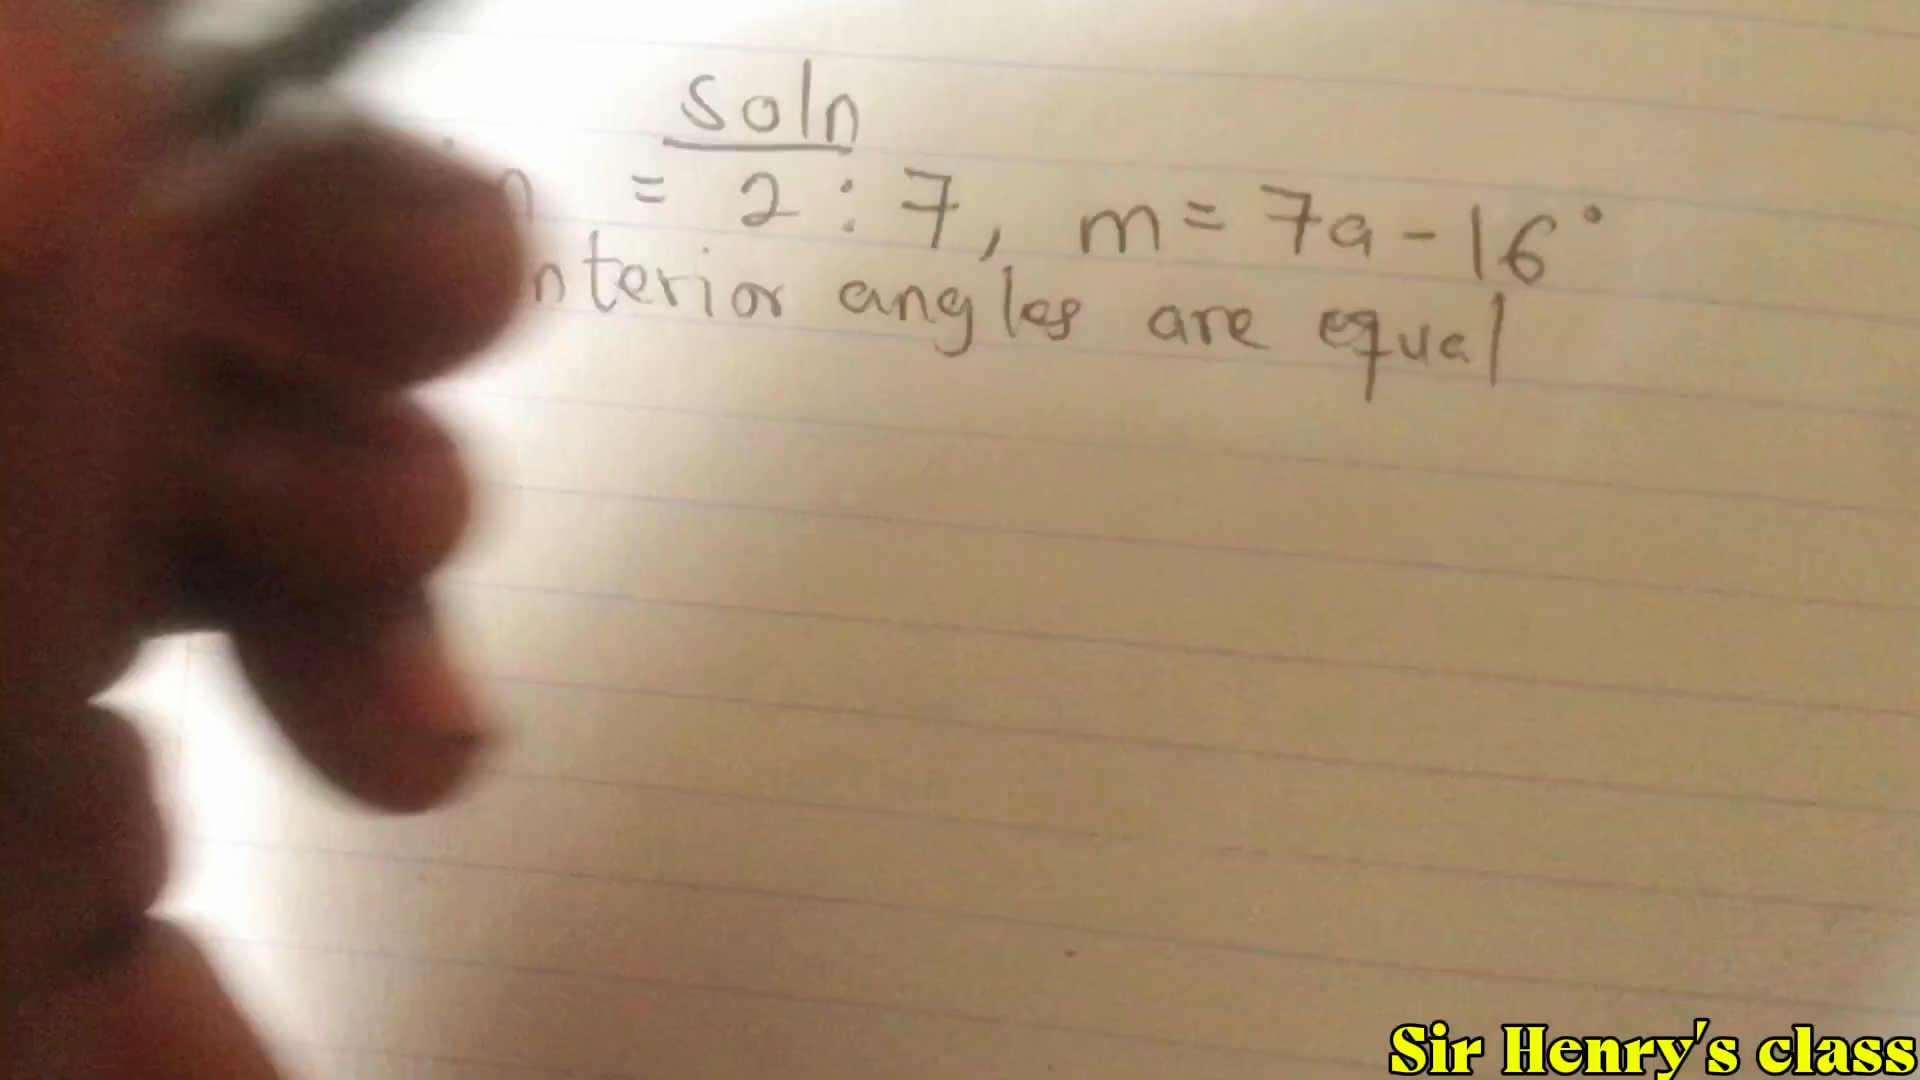 soln
n = 2 : 7, m = 7a - 16°
nterior angles are equal
Sir Henry's class